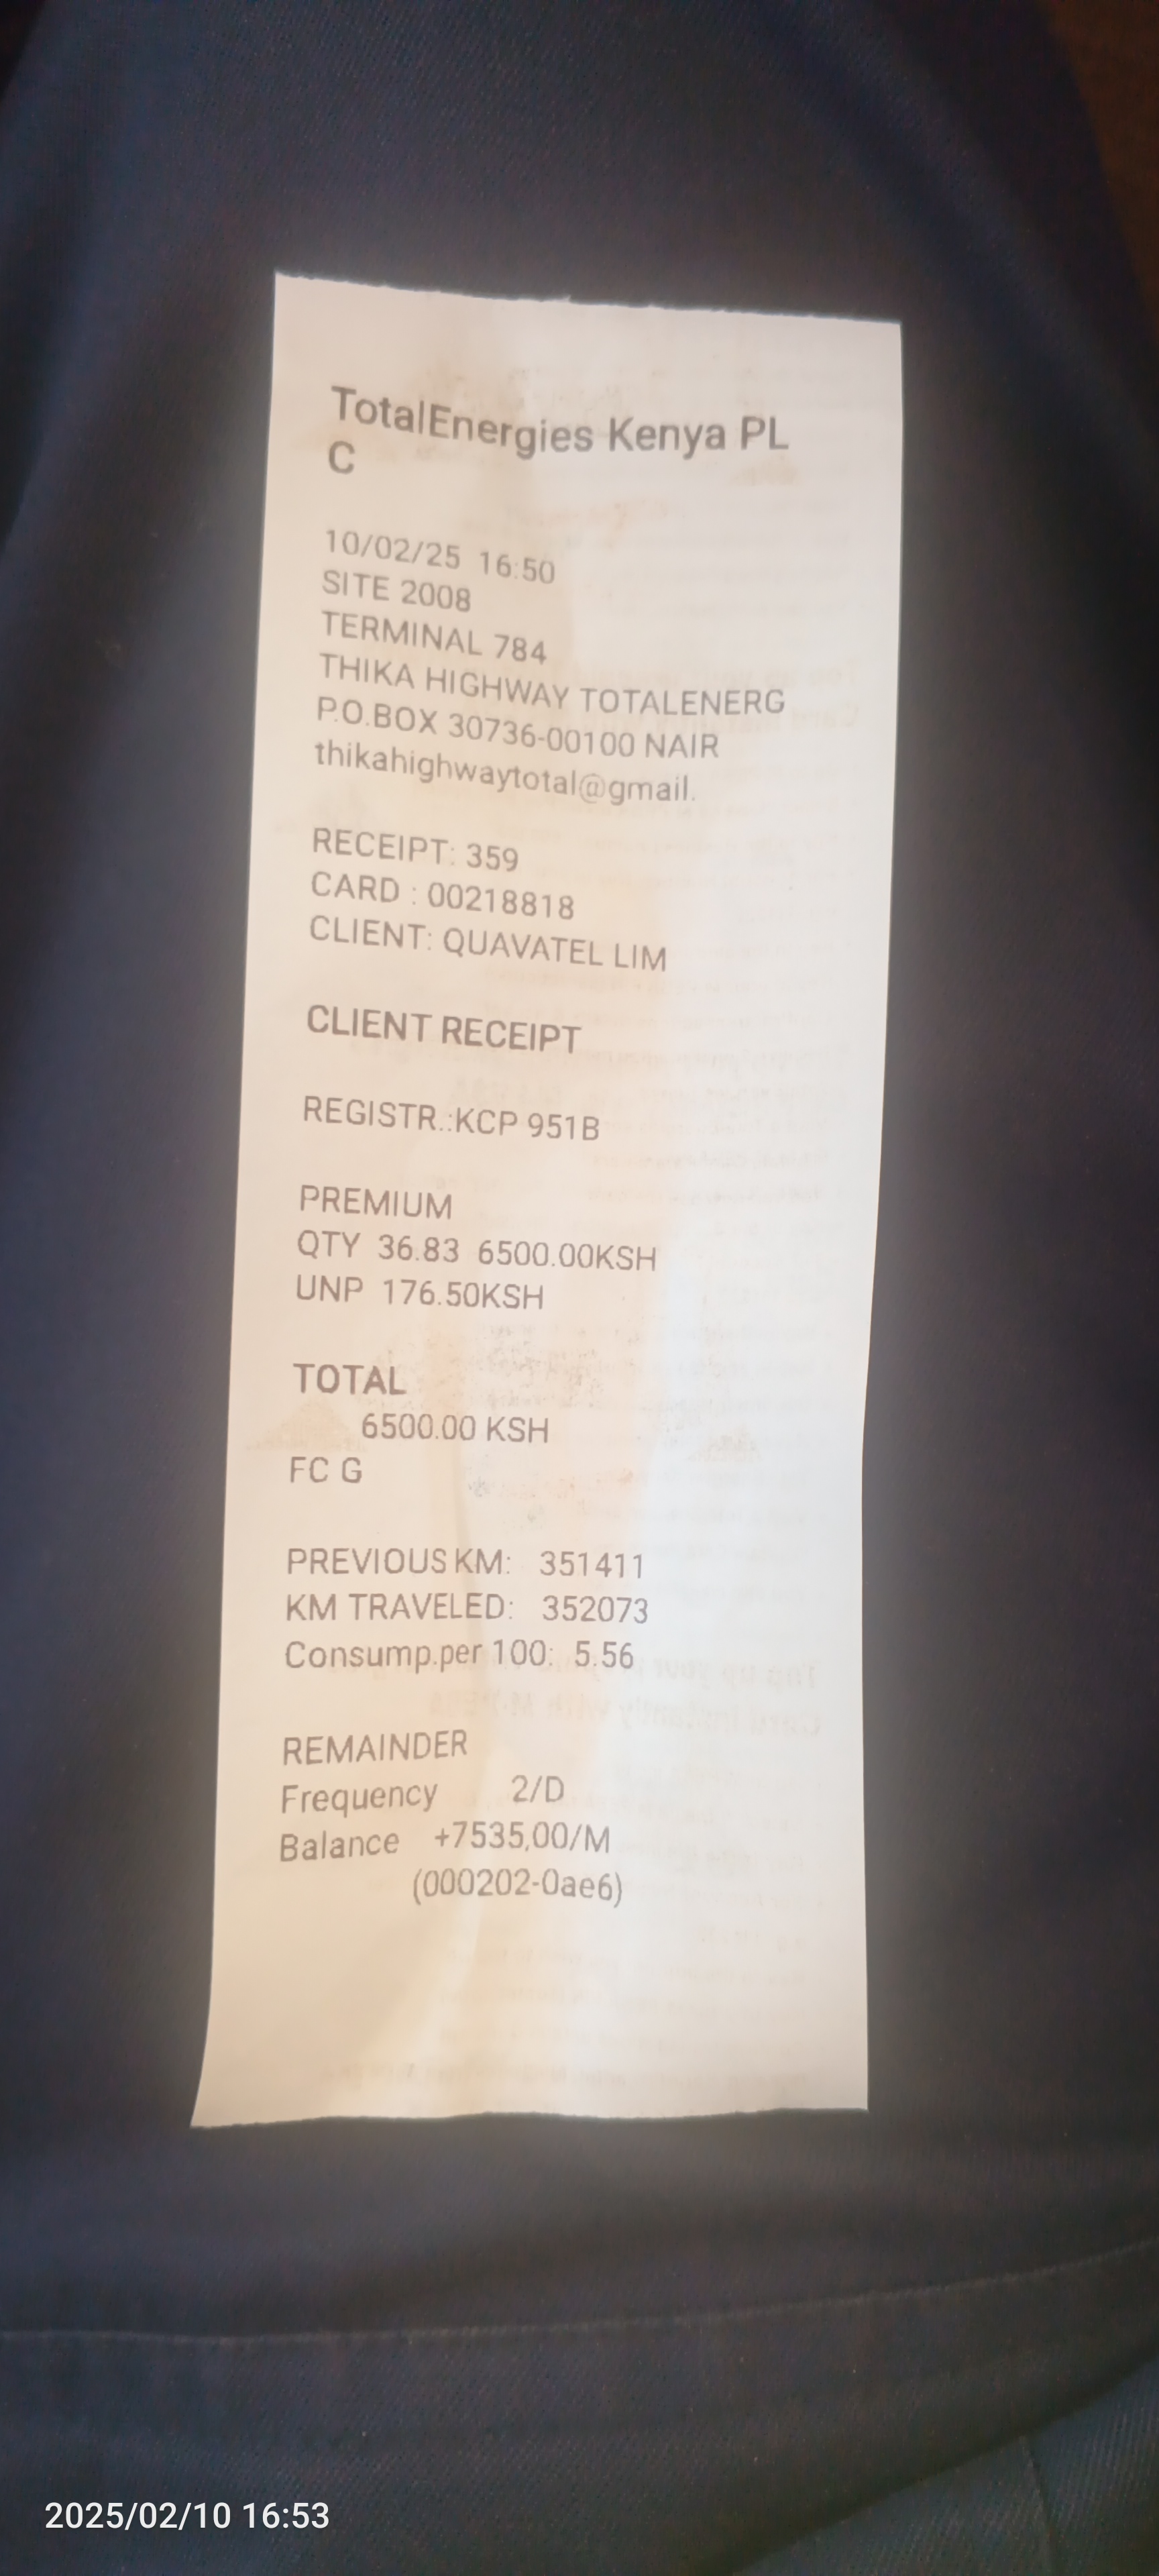 TotalEnergies Kenya PL
C
10/02/25 16:50
SITE 2008
TERMINAL 784
THIKA HIGHWAY TOTALENERG
P.O.BOX 30736-00100 NAIR
thikahighwaytotal@gmail.
RECEIPT: 359
CARD : 00218818
CLIENT: QUAVATEL LIM
CLIENT RECEIPT
REGISTR.:KCP 951B
PREMIUM
QTY 36.83 6500.00KSH
UNP 176.50KSH
TOTAL
6500.00 KSH
FC G
PREVIOUS KM: 351411
KM TRAVELED: 352073
Consump.per 100: 5.56
REMAINDER
Frequency 2/D
Balance +7535,00/M
(000202-0ae6)
2025/02/10 16:53